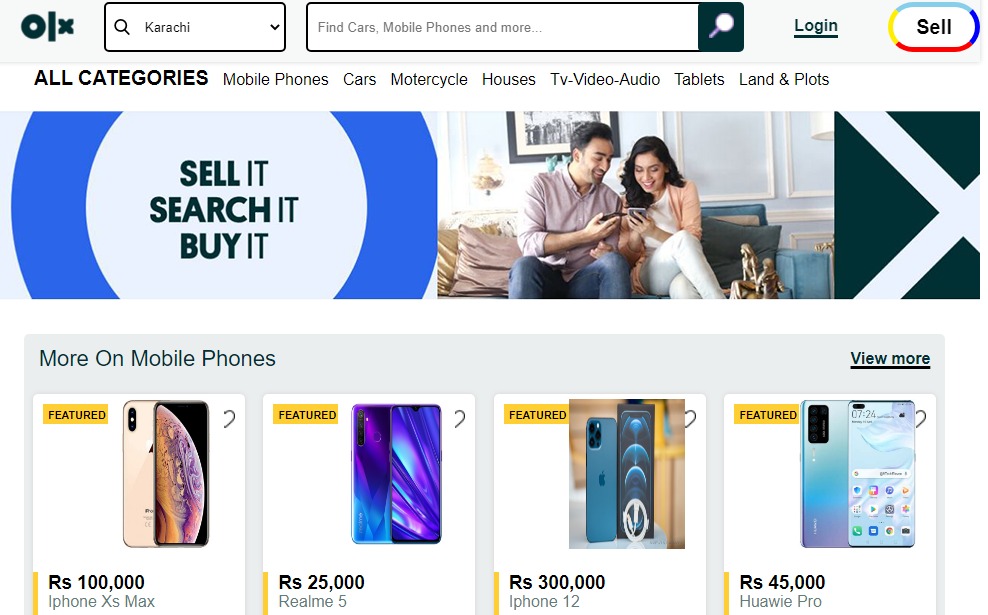 olx
Karachi
Find Cars, Mobile Phones and more...
Login
Sell
ALL CATEGORIES Mobile Phones Cars Motorcycle Houses Tv-Video-Audio Tablets Land & Plots
SELL IT
SEARCH IT
BUY IT
More On Mobile Phones
View more
FEATURED
FEATURED
FEATURED
FEATURED
07:24
Rs 100,000
Iphone Xs Max
Rs 25,000
Realme 5
Rs 300,000
Iphone 12
Rs 45,000
Huawie Pro